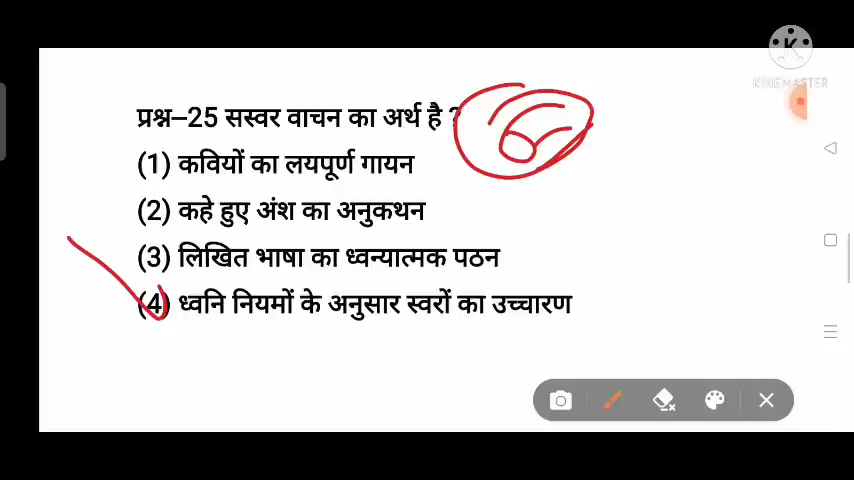 K
KINEMASTER
प्रश्न–25 सस्वर वाचन का अर्थ है ?
(1) कवियों का लयपूर्ण गायन
(2) कहे हुए अंश का अनुकथन
(3) लिखित भाषा का ध्वन्यात्मक पठन
(4) ध्वनि नियमों के अनुसार स्वरों का उच्चारण